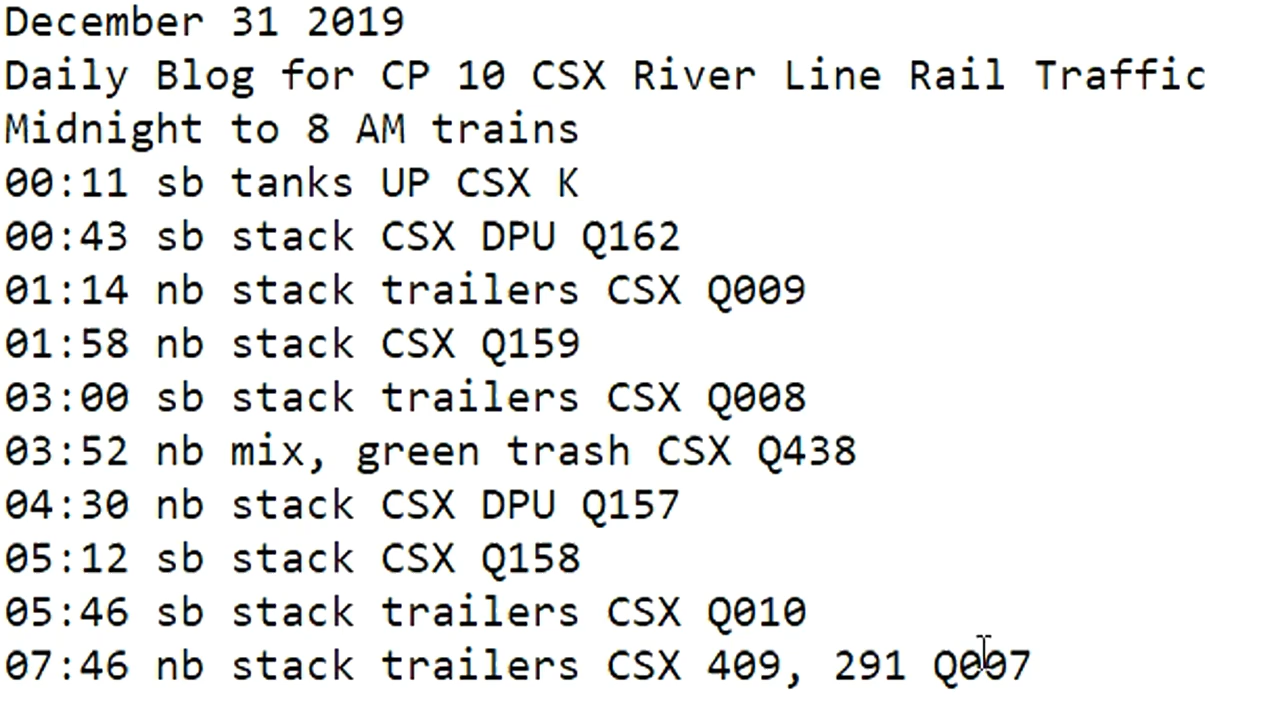 December 31 2019
Daily Blog for CP 10 CSX River Line Rail Traffic
Midnight to 8 AM trains
00:11 sb tanks UP CSX K
00:43 sb stack CSX DPU Q162
01:14 nb stack trailers CSX Q009
01:58 nb stack CSX Q159
03:00 sb stack trailers CSX Q008
03:52 nb mix, green trash CSX Q438
04:30 nb stack CSX DPU Q157
05:12 sb stack CSX Q158
05:46 sb stack trailers CSX Q010
07:46 nb stack trailers CSX 409, 291 Q007